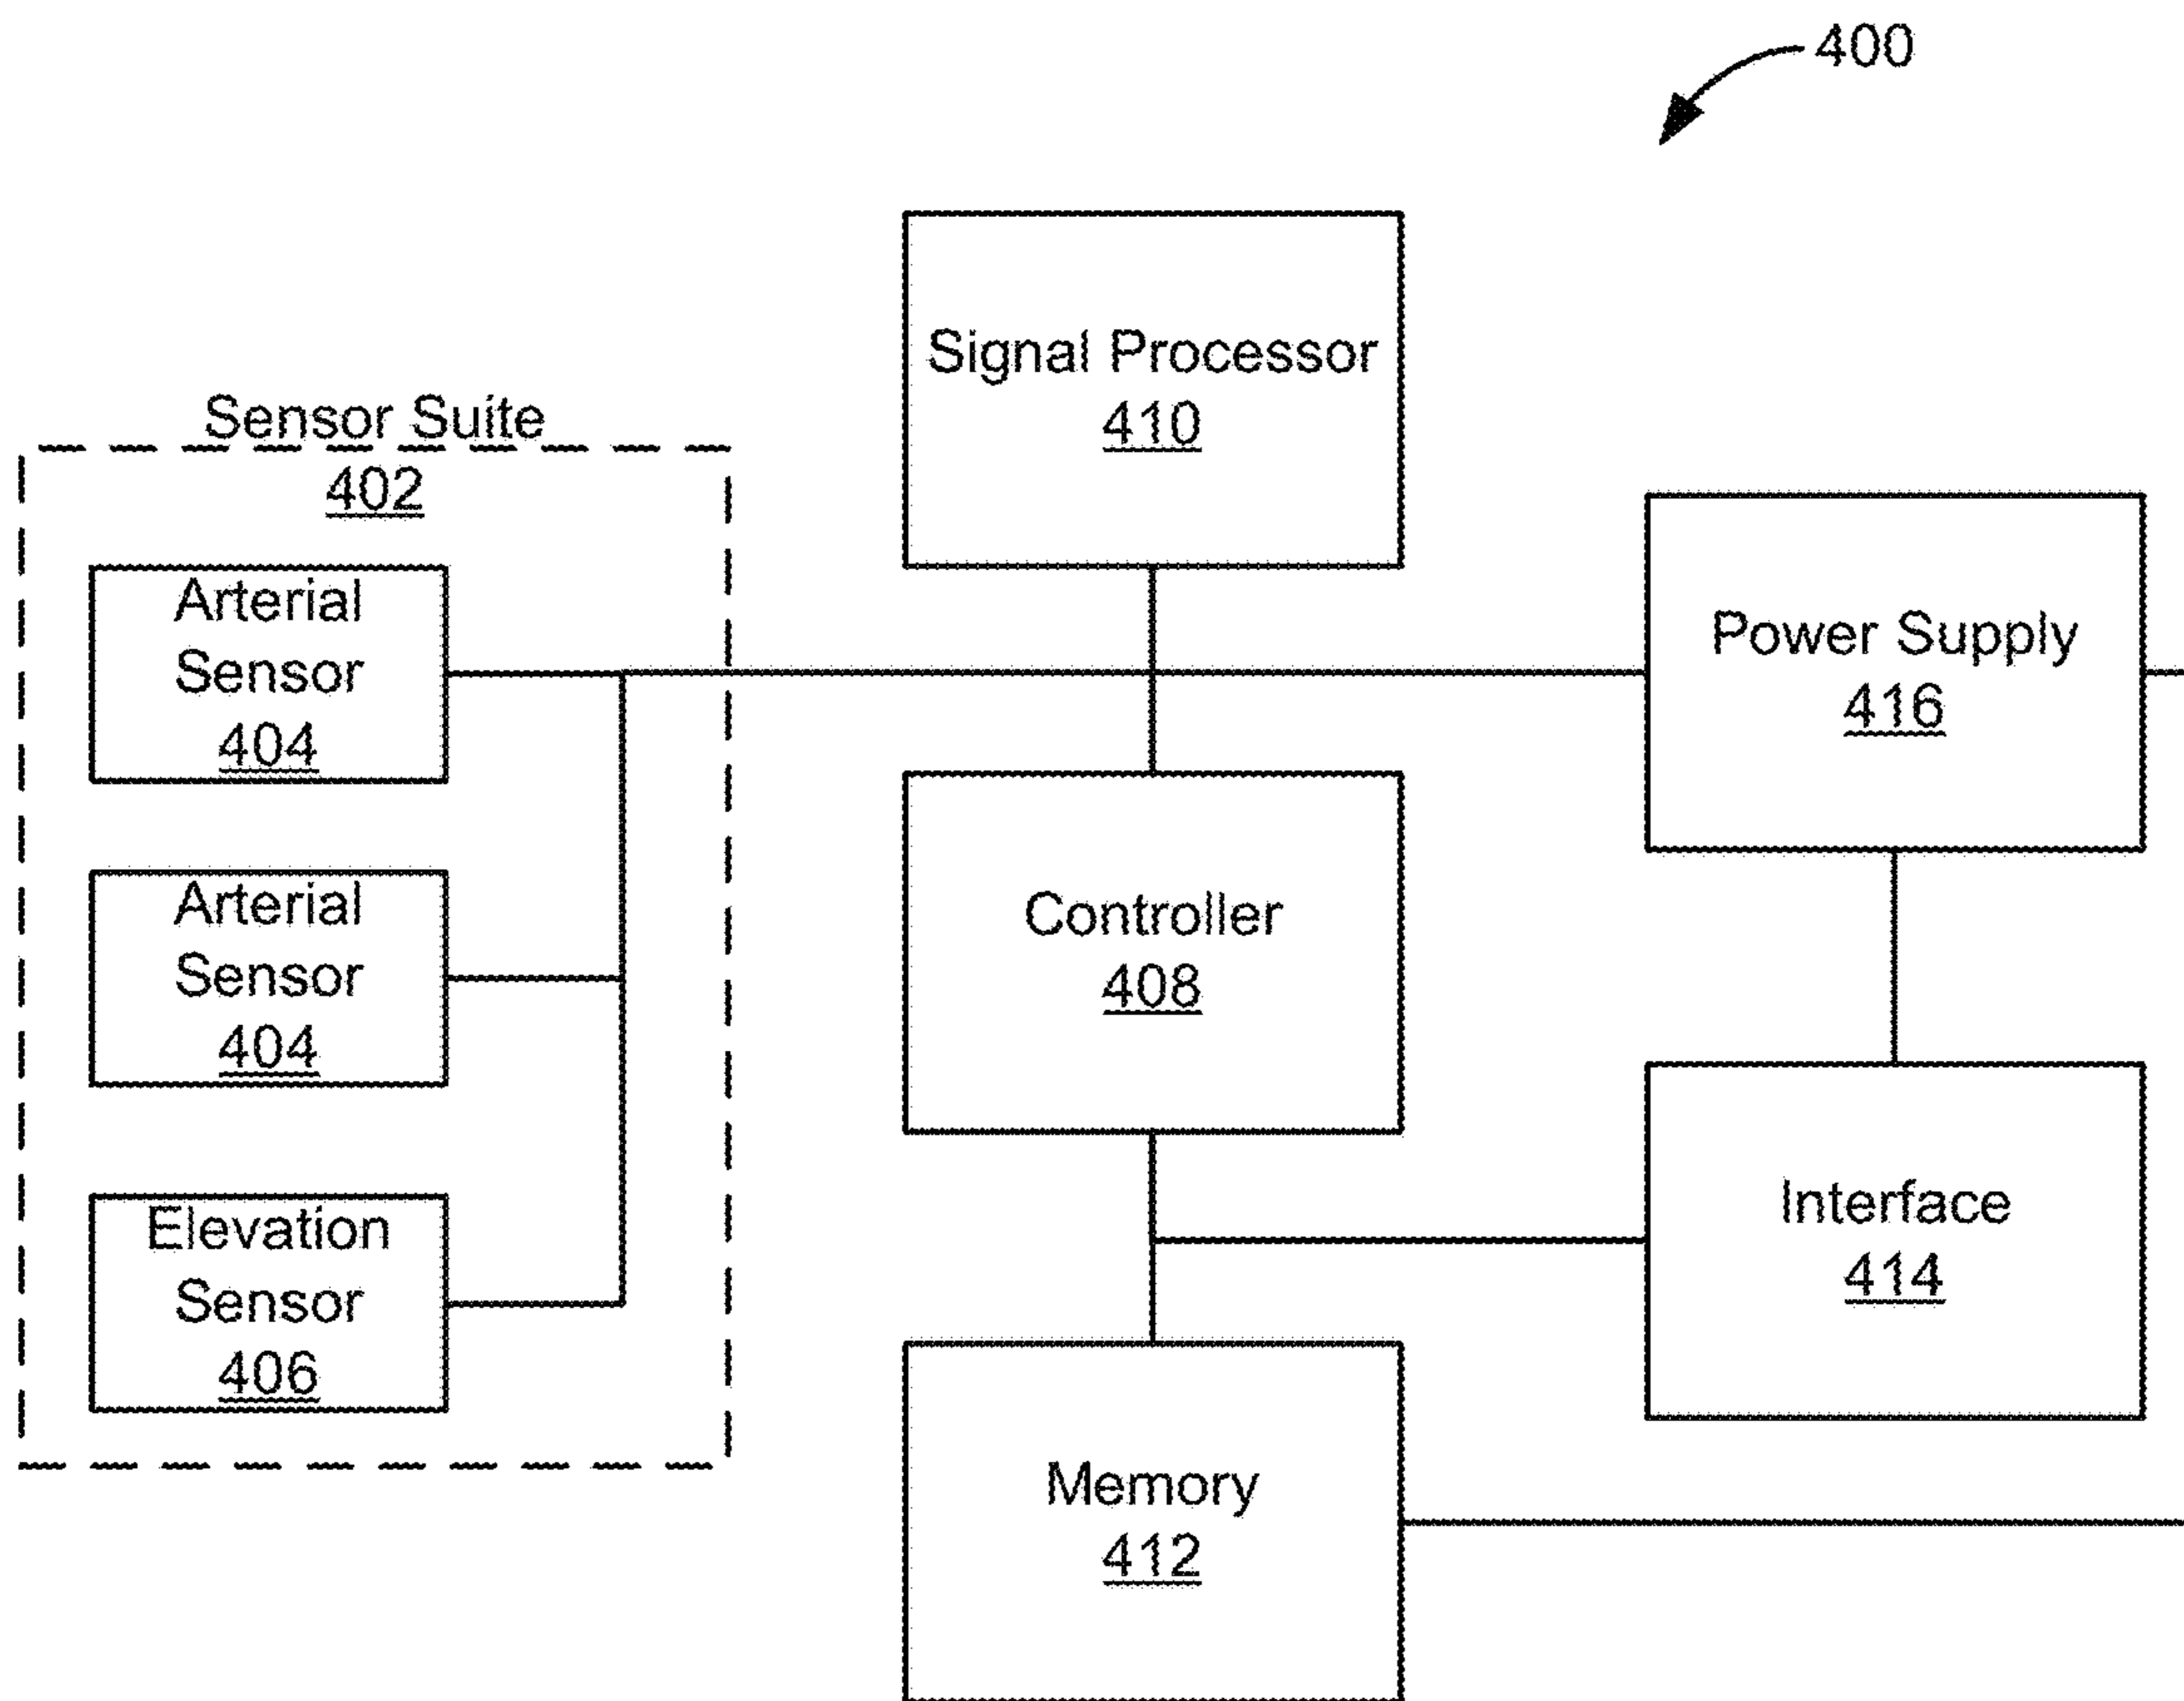 400
Signal Processor
410
Sensor Suite
402
Arterial
Sensor
404
Power Supply
416
Arterial
Sensor
404
Controller
408
Elevation
Sensor
406
Interface
414
Memory
412